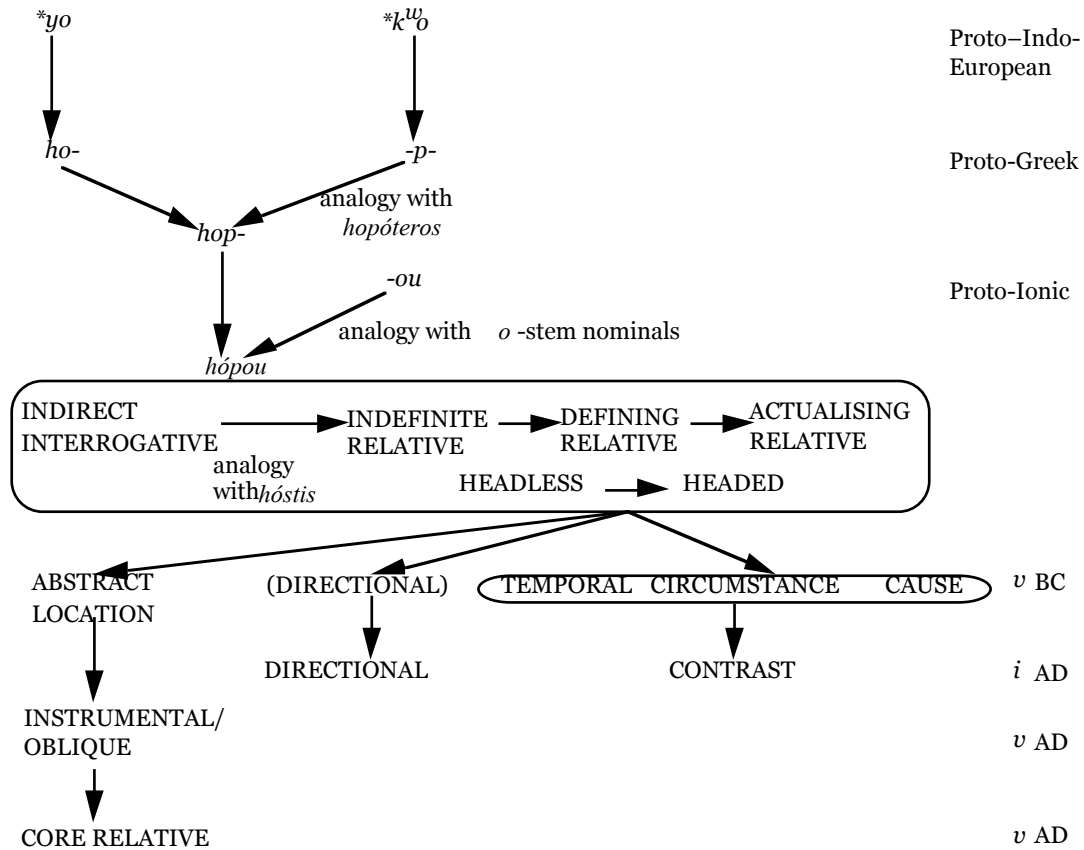 *yo *kʷo Proto–Indo-
European
ho- -p- Proto-Greek
analogy with
hopóteros
hop-
-ou Proto-Ionic
analogy with o -stem nominals
hópou
INDIRECT
INTERROGATIVE
INDEFINITE
RELATIVE
DEFINING
RELATIVE
ACTUALISING
RELATIVE
analogy
withhóstis
HEADLESS HEADED
ABSTRACT
LOCATION
(DIRECTIONAL) TEMPORAL CIRCUMSTANCE CAUSE v BC
DIRECTIONAL CONTRAST i AD
INSTRUMENTAL/
OBLIQUE
v AD
CORE RELATIVE v AD